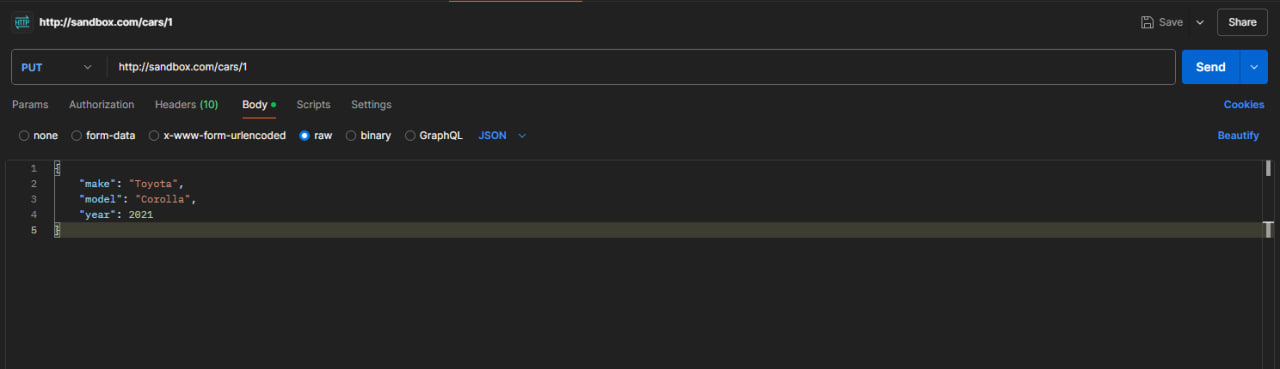 HTTP http://sandbox.com/cars/1 Save Share
PUT http://sandbox.com/cars/1 Send
Params Authorization Headers (10) Body Scripts Settings Cookies
none form-data x-www-form-urlencoded raw binary GraphQL JSON Beautify
1 {
2 "make": "Toyota",
3 "model": "Corolla",
4 "year": 2021
5 }